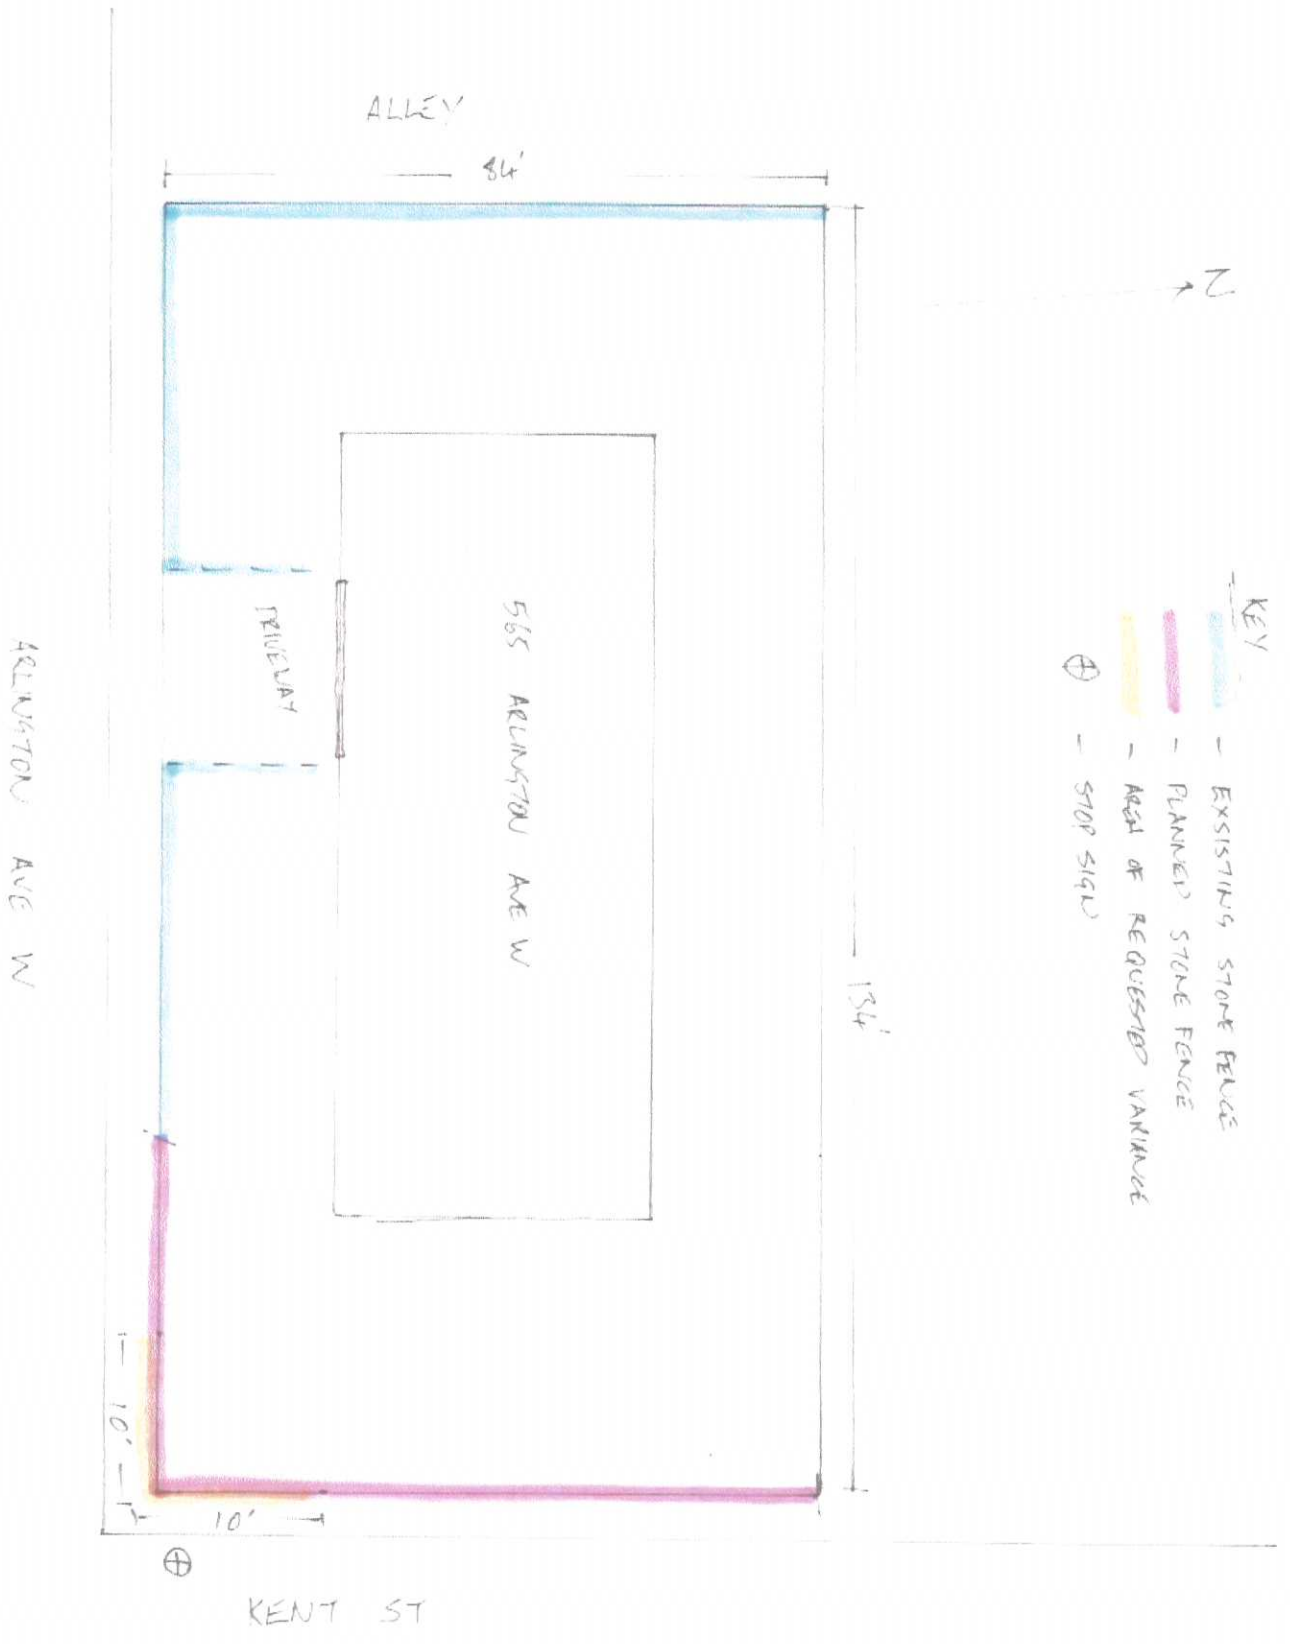 ALLEY
84'
N
KEY
- EXSISTING STONE FENCE
- PLANNED STONE FENCE
- AREA OF REQUESTED VARIANCE
- STOP SIGN
DRIVEWAY
565 ARLINGTON AVE W
134'
ARLINGTON AVE W
10'
10'
KENT ST